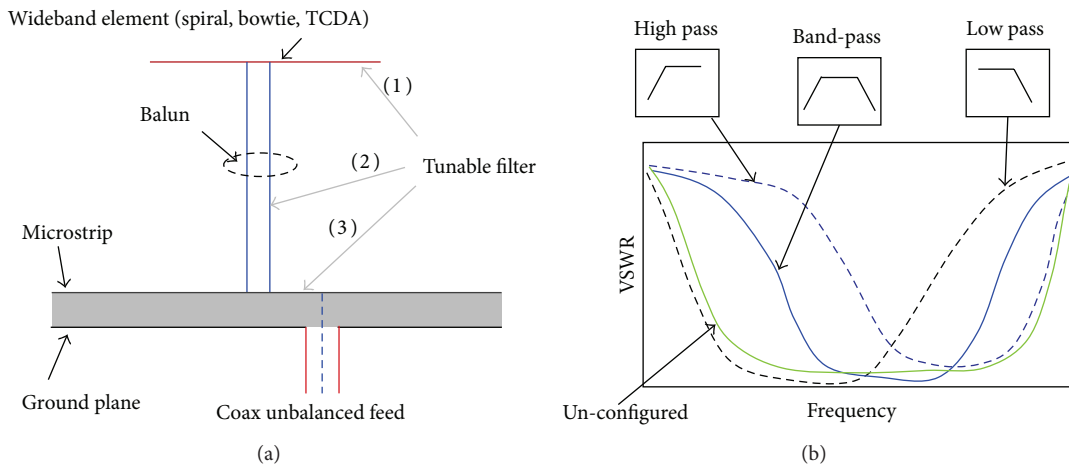 Wideband element (spiral, bowtie, TCDA)
(1)
Balun
(2)
Tunable filter
(3)
Microstrip
Ground plane
Coax unbalanced feed
(a)
High pass
Band-pass
Low pass
VSWR
Un-configured
Frequency
(b)